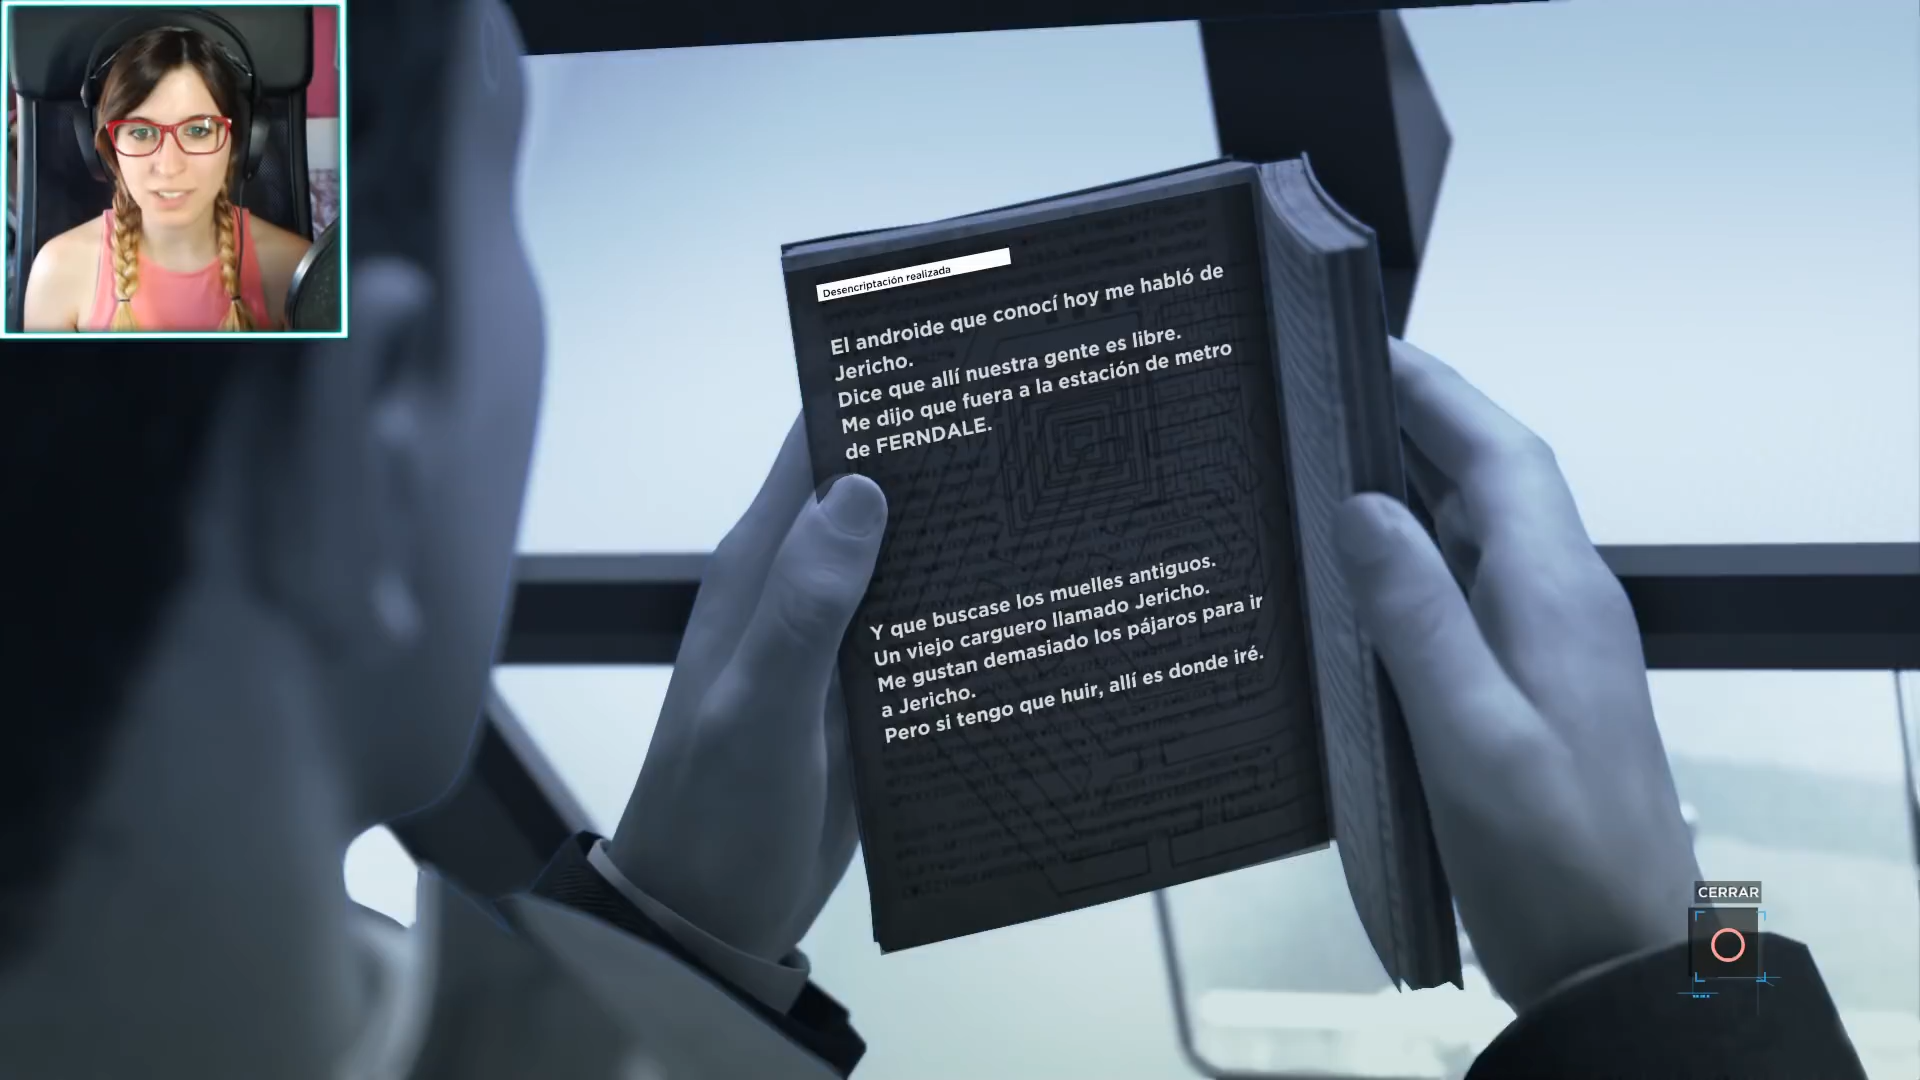 Desencriptación realizada
El androide que conocí hoy me habló de
Jericho.
Dice que allí nuestra gente es libre.
Me dijo que fuera a la estación de metro
de FERNDALE.
Y que buscase los muelles antiguos.
Un viejo carguero llamado Jericho.
Me gustan demasiado los pájaros para ir
a Jericho.
Pero si tengo que huir, allí es donde iré.
CERRAR